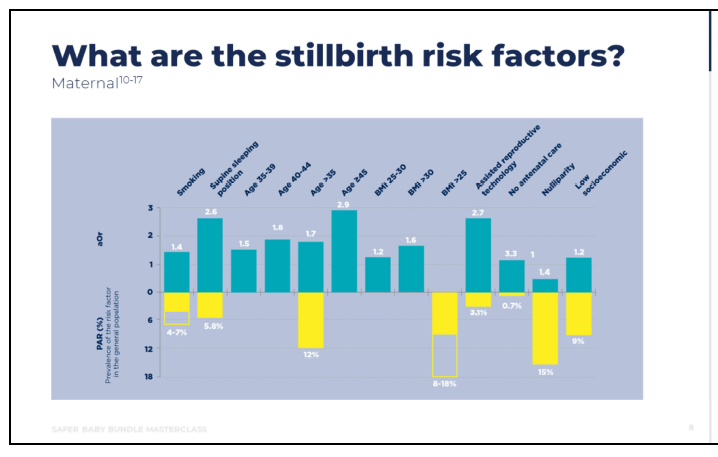 What are the stillbirth risk factors?
Maternal10-17
Smoking
Supine sleeping
position
Age 35-39
Age 40-44
Age >35
Age ≥45
BMI 25-30
BMI >30
BMI >25
Assisted reproductive
technology
No antenatal care
Nulliparity
Low
socioeconomic
aOr
3
2
1
0
6
12
18
PAR (%)
Prevalence of the risk factor
in the general population
1.4
2.6
1.5
1.8
1.7
2.9
1.2
1.6
2.7
3.3
1
1.4
1.2
4-7%
5.8%
12%
8-18%
3.1%
0.7%
15%
9%
SAFER BABY BUNDLE MASTERCLASS
8